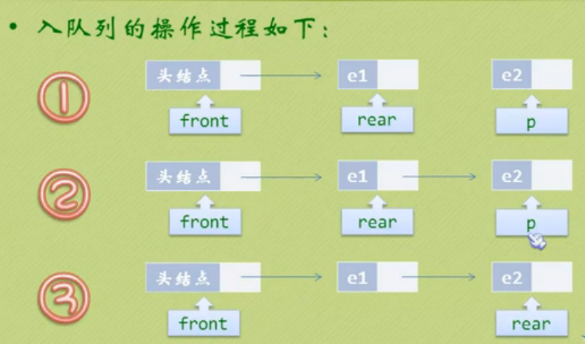 • 入队列的操作过程如下：
① 头结点 e1 e2
front rear p
② 头结点 e1 e2
front rear p
③ 头结点 e1 e2
front rear